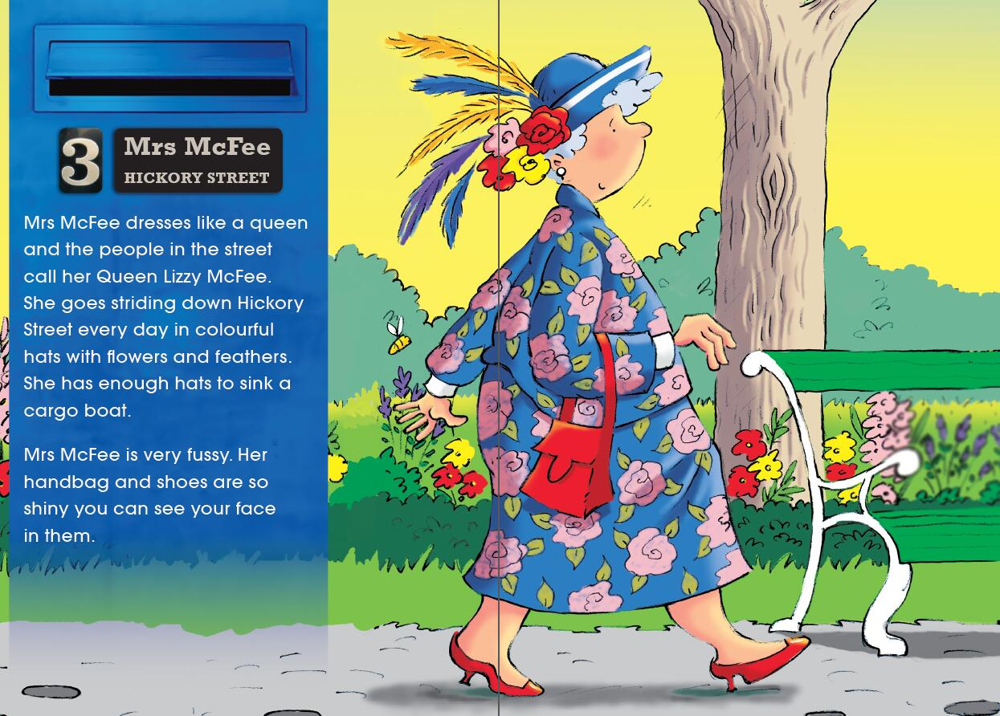 3
Mrs McFee
HICKORY STREET
Mrs McFee dresses like a queen
and the people in the street
call her Queen Lizzy McFee.
She goes striding down Hickory
Street every day in colourful
hats with flowers and feathers.
She has enough hats to sink a
cargo boat.
Mrs McFee is very fussy. Her
handbag and shoes are so
shiny you can see your face
in them.